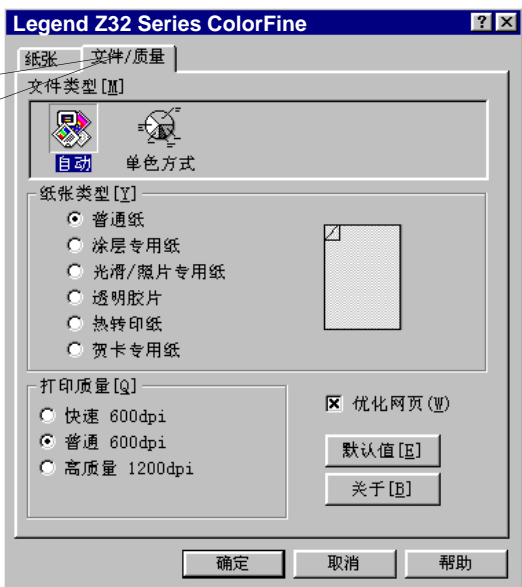 Legend Z32 Series ColorFine
纸张 文件/质量
文件类型[M]
自动 单色方式
纸张类型[Y]
普通纸
涂层专用纸
光滑/照片专用纸
透明胶片
热转印纸
贺卡专用纸
打印质量[Q]
快速 600dpi
普通 600dpi
高质量 1200dpi
优化网页(W)
默认值[E]
关于[B]
确定 取消 帮助